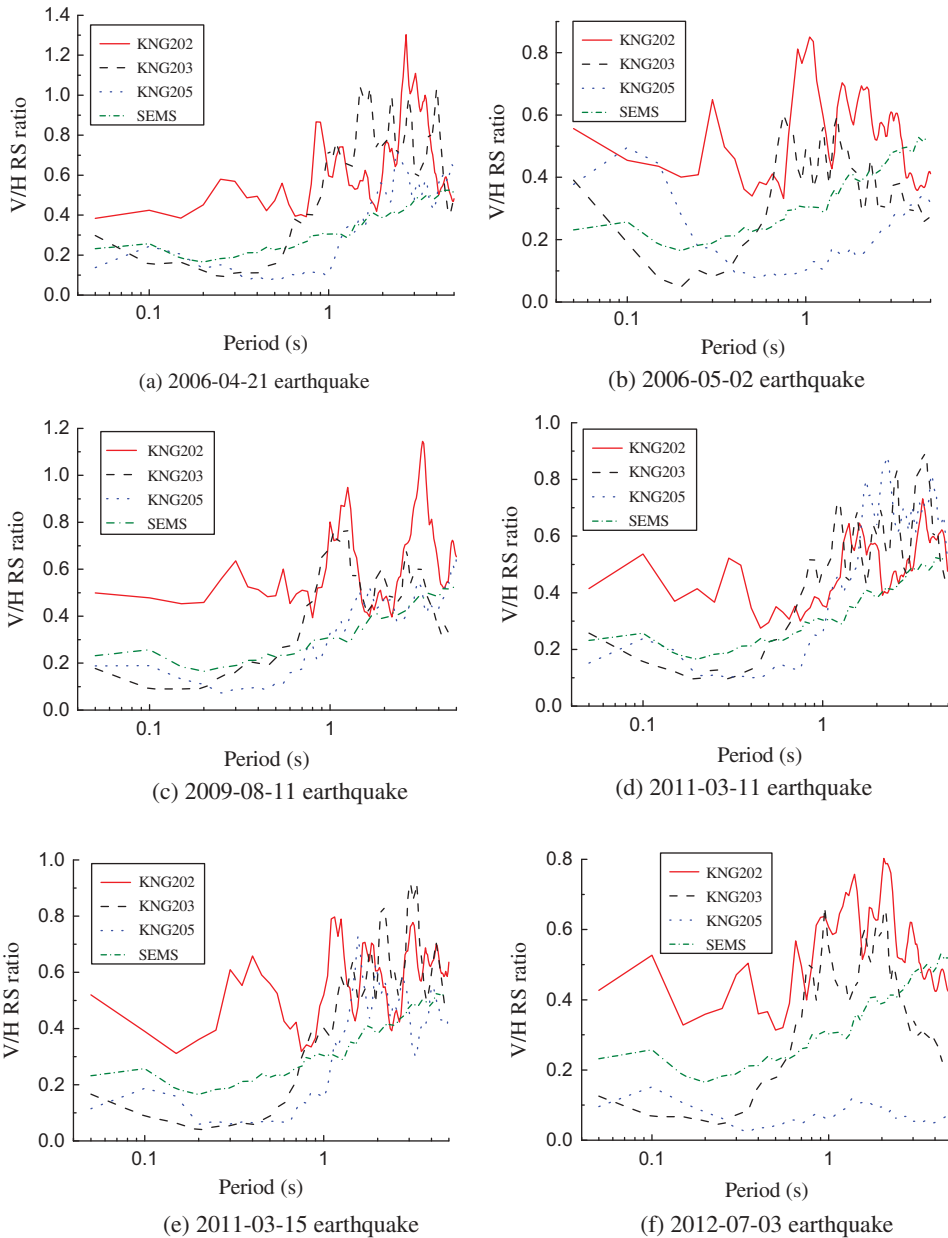 V/H RS ratio
1.4
1.2
1.0
0.8
0.6
0.4
0.2
0.0
KNG202
KNG203
KNG205
SEMS
0.1
1
Period (s)
(a) 2006-04-21 earthquake
V/H RS ratio
0.8
0.6
0.4
0.2
0.0
KNG202
KNG203
KNG205
SEMS
0.1
1
Period (s)
(b) 2006-05-02 earthquake
V/H RS ratio
1.2
1.0
0.8
0.6
0.4
0.2
0.0
KNG202
KNG203
KNG205
SEMS
0.1
1
Period (s)
(c) 2009-08-11 earthquake
V/H RS ratio
1.0
0.8
0.6
0.4
0.2
0.0
KNG202
KNG203
KNG205
SEMS
0.1
1
Period (s)
(d) 2011-03-11 earthquake
V/H RS ratio
1.0
0.8
0.6
0.4
0.2
0.0
KNG202
KNG203
KNG205
SEMS
0.1
1
Period (s)
(e) 2011-03-15 earthquake
V/H RS ratio
0.8
0.6
0.4
0.2
0.0
KNG202
KNG203
KNG205
SEMS
0.1
1
Period (s)
(f) 2012-07-03 earthquake